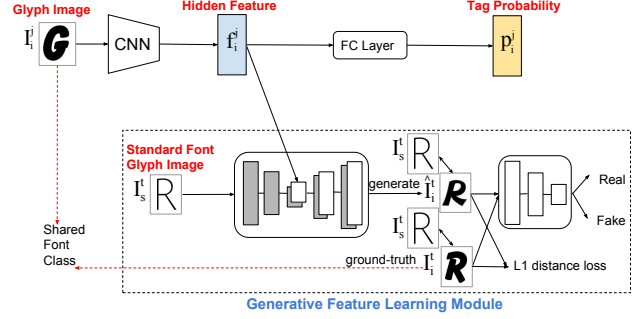 Glyph Image
Hidden Feature
Tag Probability
I_i^j
G
CNN
f_i^j
FC Layer
p_i^j
Standard Font
Glyph Image
I_s^t
R
I_s^t
R
generate
Î_i^t
R
Real
Fake
I_s^t
R
Shared
Font
Class
ground-truth
I_i^t
R
L1 distance loss
Generative Feature Learning Module